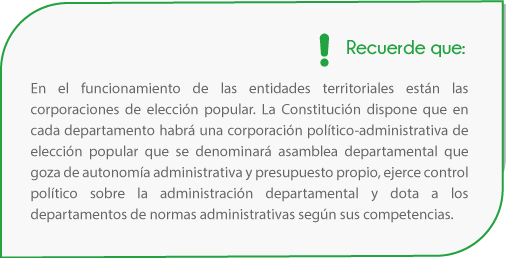 ! Recuerde que:
En el funcionamiento de las entidades territoriales están las
corporaciones de elección popular. La Constitución dispone que en
cada departamento habrá una corporación político-administrativa de
elección popular que se denominará asamblea departamental que
goza de autonomía administrativa y presupuesto propio, ejerce control
político sobre la administración departamental y dota a los
departamentos de normas administrativas según sus competencias.